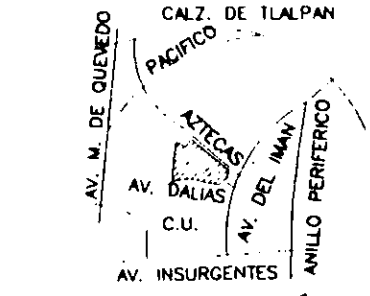 CALZ. DE TLALPAN
PACIFICO
AV. M. DE QUEVEDO
AZTECAS
AV. DALIAS
AV. DEL IMAN
ANILLO PERIFERICO
C.U.
AV. INSURGENTES